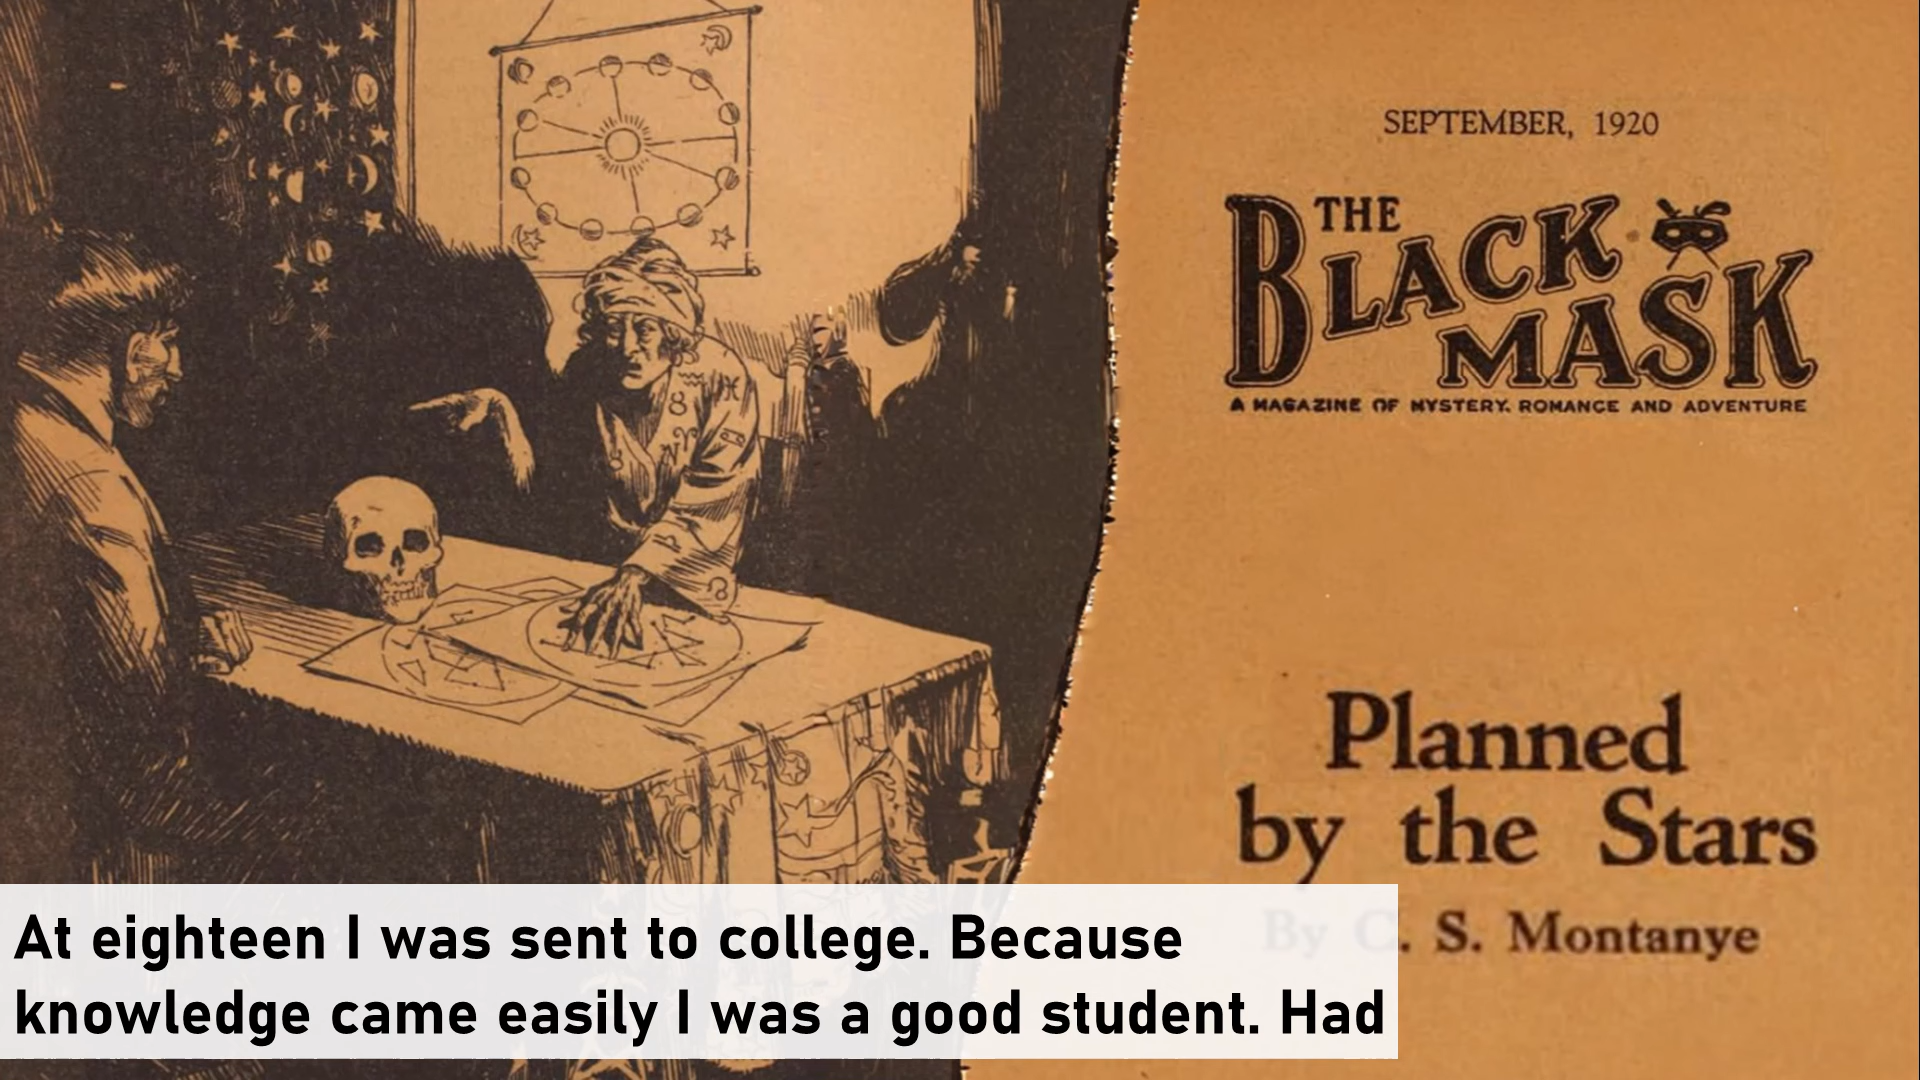 SEPTEMBER, 1920
THE
BLACK
MASK
A MAGAZINE OF MYSTERY, ROMANCE AND ADVENTURE
Planned
by the Stars
By C. S. Montanye
At eighteen I was sent to college. Because
knowledge came easily I was a good student. Had